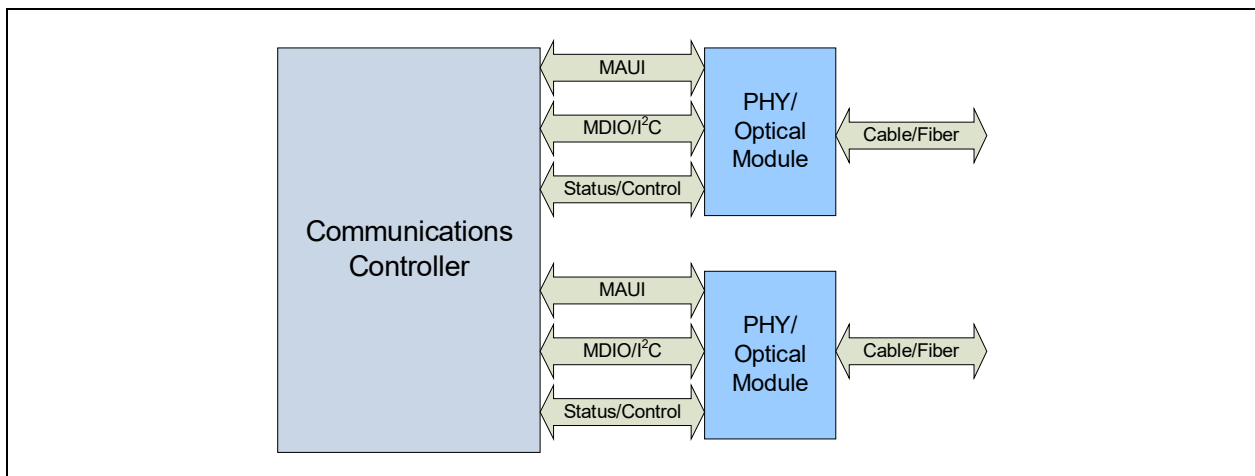 Communications
Controller
MAUI
MDIO/I²C
Status/Control
PHY/
Optical
Module
Cable/Fiber
MAUI
MDIO/I²C
Status/Control
PHY/
Optical
Module
Cable/Fiber